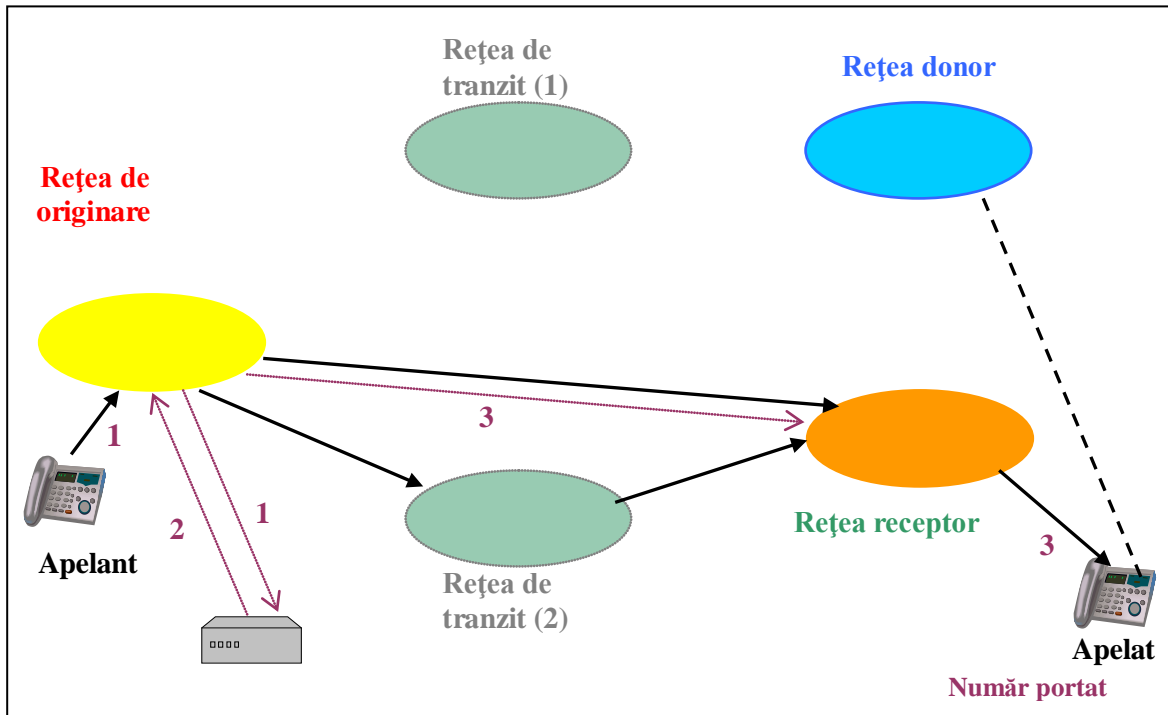 Reţea de
tranzit (1)
Reţea donor
Reţea de
originare
3
1
2
1
Apelant
Reţea receptor
3
Reţea de
tranzit (2)
Apelat
Număr portat